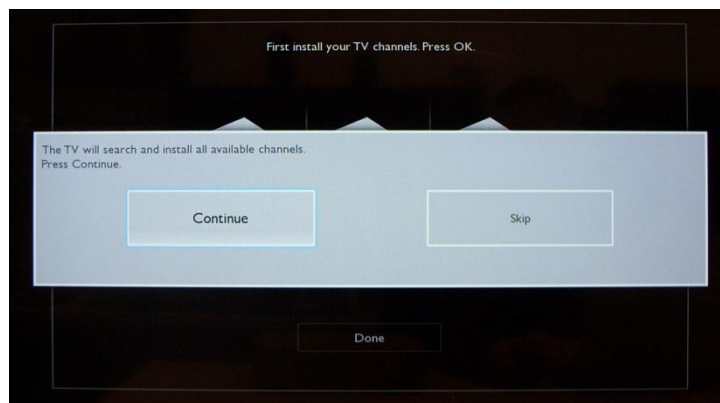 First install your TV channels. Press OK.
The TV will search and install all available channels.
Press Continue.
Continue
Skip
Done